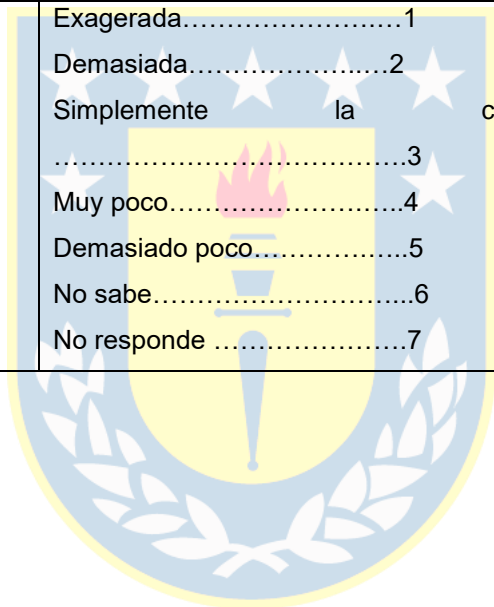 Exagerada……………….…1
Demasiada……………….…2
Simplemente la
……………………………….3
Muy poco…………………….4
Demasiado poco……………..5
No sabe………………………...6
No responde ………………….7